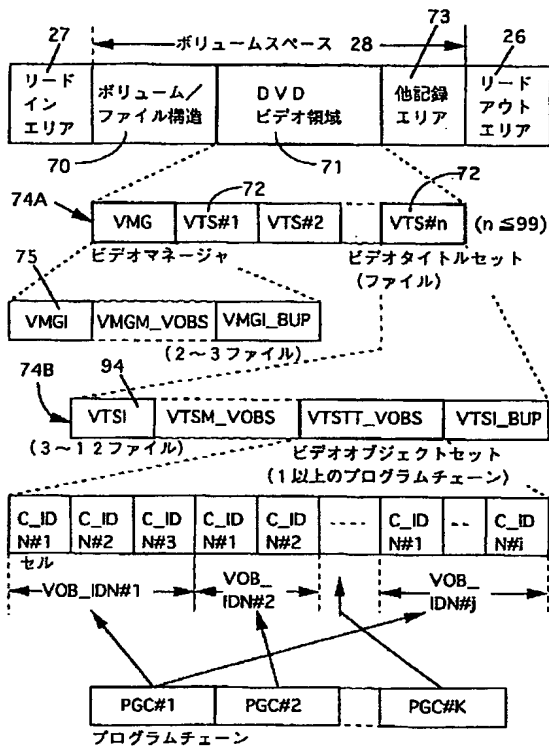 27
ボリュームスペース 28
73
26
リード
イン
エリア
ボリューム/
ファイル構造
DVD
ビデオ領域
他記録
エリア
リード
アウト
エリア
70
71
72
72
74A
VMG
VTS#1
VTS#2
VTS#n
(n≦99)
ビデオマネージャ
ビデオタイトルセット
(ファイル)
75
VMGI
VMGM_VOBS
VMGI_BUP
(2~3ファイル)
94
74B
VTSI
VTSM_VOBS
VTSTT_VOBS
VTSI_BUP
(3~12ファイル)
ビデオオブジェクトセット
(1以上のプログラムチェーン)
C_ID
N#1
C_ID
N#2
C_ID
N#3
C_ID
N#1
C_ID
N#2
C_ID
N#1
C_ID
N#i
セル
VOB_IDN#1
VOB_
IDN#2
VOB_
IDN#j
PGC#1
PGC#2
PGC#K
プログラムチェーン